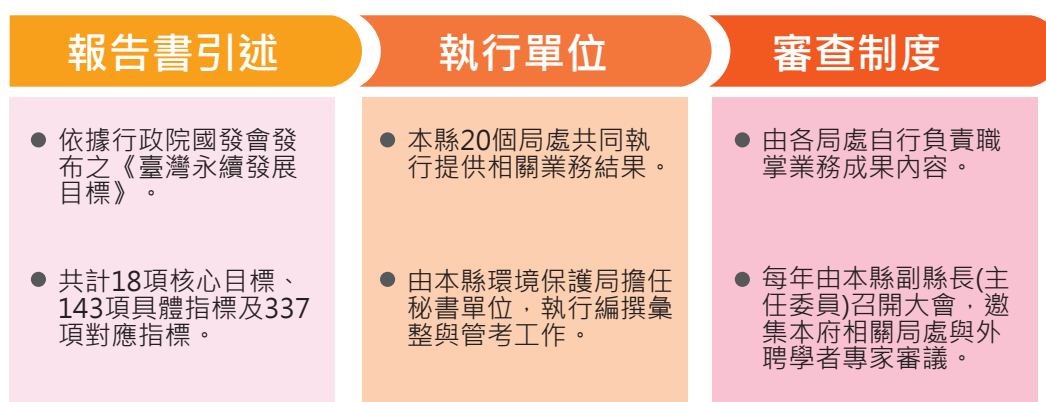 報告書引述
依據行政院國發會發
布之《臺灣永續發展
目標》。
共計18項核心目標、
143項具體指標及337
項對應指標。
執行單位
本縣20個局處共同執
行提供相關業務結果。
由本縣環境保護局擔任
秘書單位，執行編撰彙
整與管考工作。
審查制度
由各局處自行負責職
掌業務成果內容。
每年由本縣副縣長(主
任委員)召開大會，邀
集本府相關局處與外
聘學者專家審議。